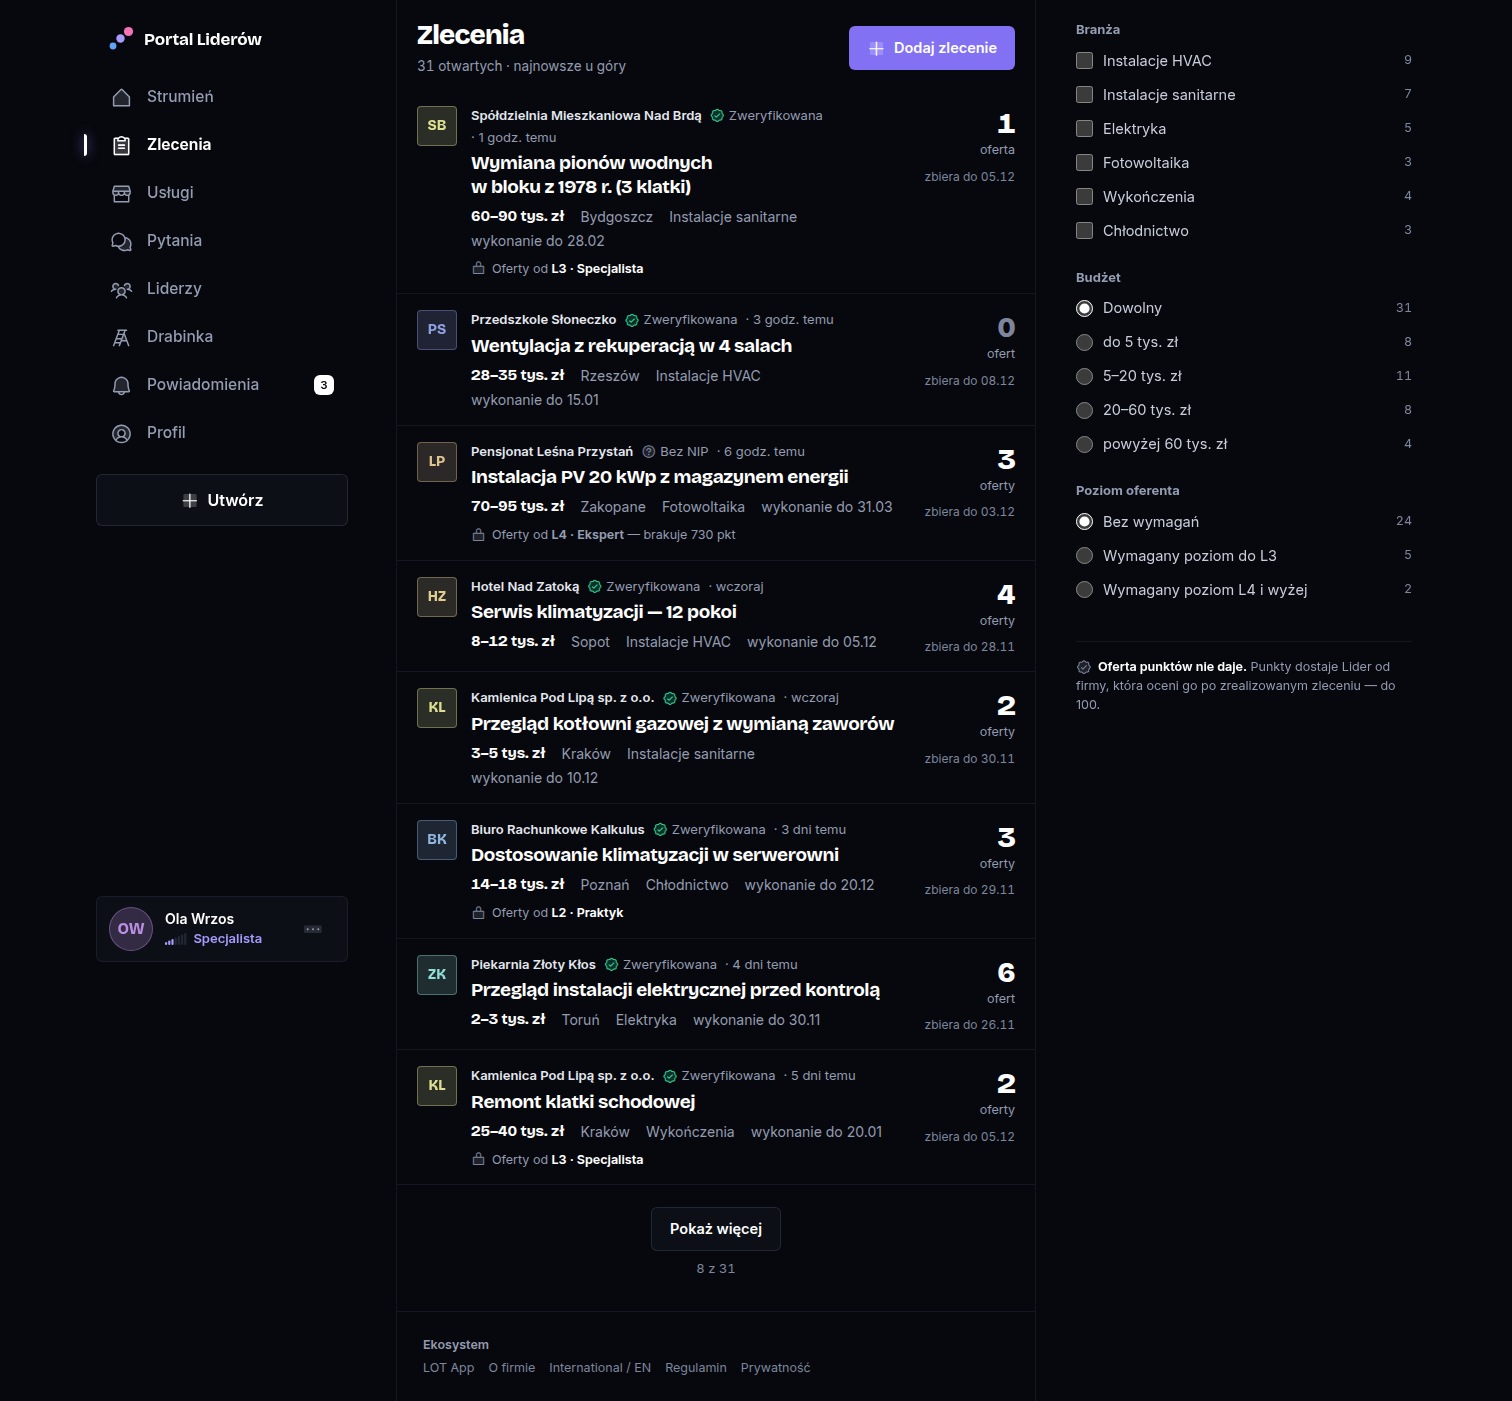 Portal Liderów
Strumień
Zlecenia
Usługi
Pytania
Liderzy
Drabinka
Powiadomienia 3
Profil
Utwórz
OW
Ola Wrzos
Specjalista
Zlecenia
31 otwartych · najnowsze u góry
Dodaj zlecenie
SB
Spółdzielnia Mieszkaniowa Nad Brdą Zweryfikowana
· 1 godz. temu
Wymiana pionów wodnych
w bloku z 1978 r. (3 klatki)
60–90 tys. zł Bydgoszcz Instalacje sanitarne
wykonanie do 28.02
Oferty od L3 · Specjalista
1
oferta
zbiera do 05.12
PS
Przedszkole Słoneczko Zweryfikowana · 3 godz. temu
Wentylacja z rekuperacją w 4 salach
28–35 tys. zł Rzeszów Instalacje HVAC
wykonanie do 15.01
0
ofert
zbiera do 08.12
LP
Pensjonat Leśna Przystań Bez NIP · 6 godz. temu
Instalacja PV 20 kWp z magazynem energii
70–95 tys. zł Zakopane Fotowoltaika wykonanie do 31.03
Oferty od L4 · Ekspert — brakuje 730 pkt
3
oferty
zbiera do 03.12
HZ
Hotel Nad Zatoką Zweryfikowana · wczoraj
Serwis klimatyzacji — 12 pokoi
8–12 tys. zł Sopot Instalacje HVAC wykonanie do 05.12
4
oferty
zbiera do 28.11
KL
Kamienica Pod Lipą sp. z o.o. Zweryfikowana · wczoraj
Przegląd kotłowni gazowej z wymianą zaworów
3–5 tys. zł Kraków Instalacje sanitarne
wykonanie do 10.12
2
oferty
zbiera do 30.11
BK
Biuro Rachunkowe Kalkulus Zweryfikowana · 3 dni temu
Dostosowanie klimatyzacji w serwerowni
14–18 tys. zł Poznań Chłodnictwo wykonanie do 20.12
Oferty od L2 · Praktyk
3
oferty
zbiera do 29.11
ZK
Piekarnia Złoty Kłos Zweryfikowana · 4 dni temu
Przegląd instalacji elektrycznej przed kontrolą
2–3 tys. zł Toruń Elektryka wykonanie do 30.11
6
ofert
zbiera do 26.11
KL
Kamienica Pod Lipą sp. z o.o. Zweryfikowana · 5 dni temu
Remont klatki schodowej
25–40 tys. zł Kraków Wykończenia wykonanie do 20.01
Oferty od L3 · Specjalista
2
oferty
zbiera do 05.12
Pokaż więcej
8 z 31
Ekosystem
LOT App O firmie International / EN Regulamin Prywatność
Branża
Instalacje HVAC 9
Instalacje sanitarne 7
Elektryka 5
Fotowoltaika 3
Wykończenia 4
Chłodnictwo 3
Budżet
Dowolny 31
do 5 tys. zł 8
5–20 tys. zł 11
20–60 tys. zł 8
powyżej 60 tys. zł 4
Poziom oferenta
Bez wymagań 24
Wymagany poziom do L3 5
Wymagany poziom L4 i wyżej 2
Oferta punktów nie daje. Punkty dostaje Lider od
firmy, która oceni go po zrealizowanym zleceniu — do
100.